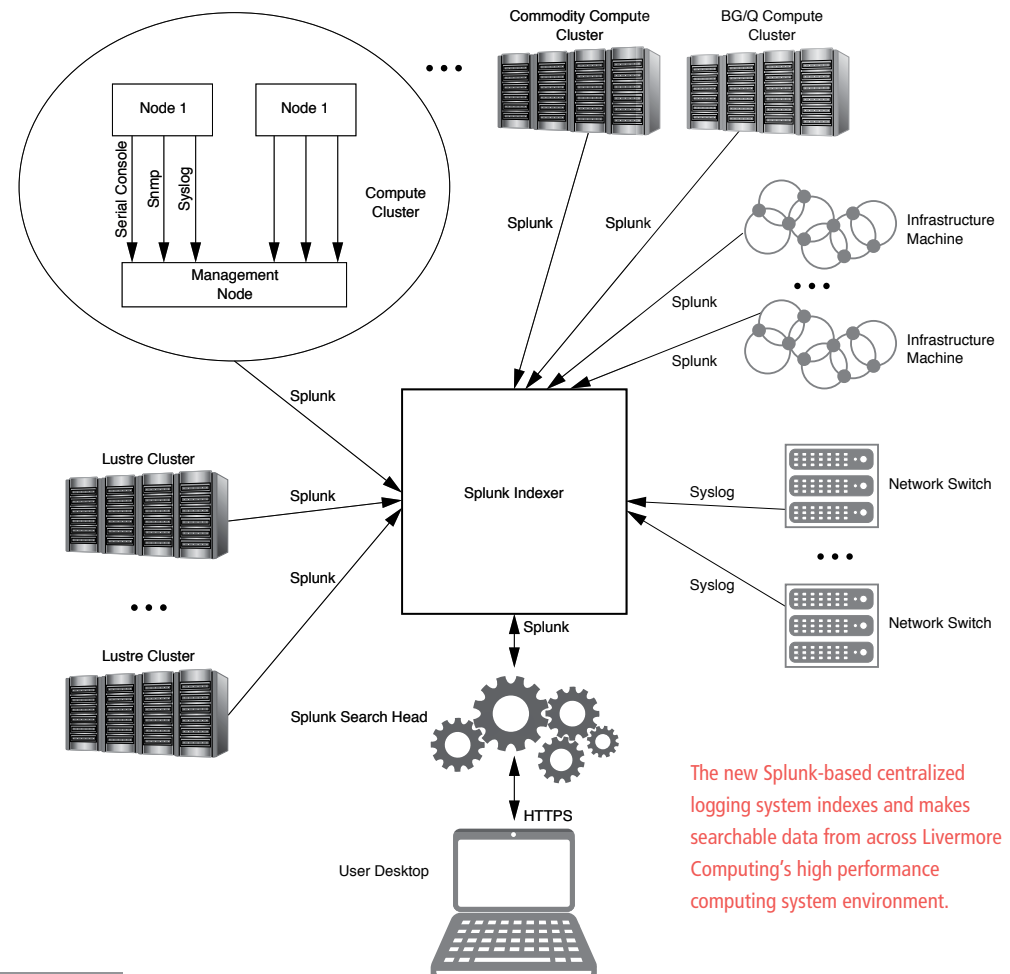 Commodity Compute
Cluster
BG/Q Compute
Cluster
Node 1
Node 1
Serial Console
Snmp
Syslog
Compute
Cluster
Management
Node
Splunk
Splunk
Infrastructure
Machine
Splunk
Infrastructure
Machine
Splunk
Splunk
Lustre Cluster
Splunk
Splunk Indexer
Syslog
Network Switch
Splunk
Syslog
Network Switch
Lustre Cluster
Splunk
Splunk Search Head
HTTPS
User Desktop
The new Splunk-based centralized
logging system indexes and makes
searchable data from across Livermore
Computing's high performance
computing system environment.